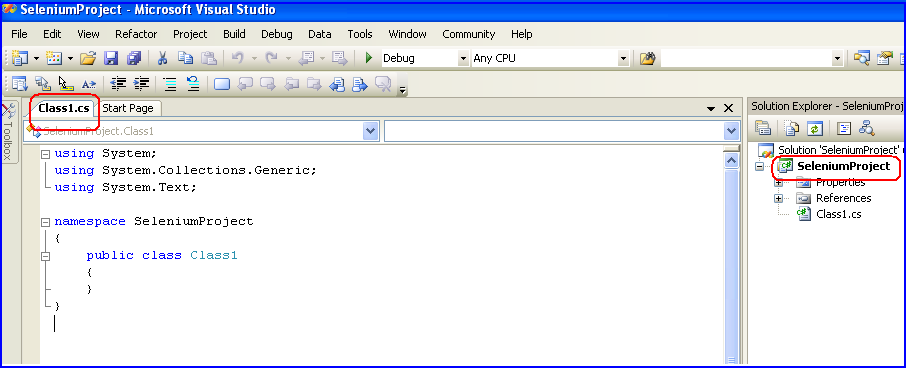 SeleniumProject - Microsoft Visual Studio
File Edit View Refactor Project Build Debug Data Tools Window Community Help
Debug Any CPU
Class1.cs Start Page
SeleniumProject.Class1
Toolbox
using System;
using System.Collections.Generic;
using System.Text;
namespace SeleniumProject
{
public class Class1
{
}
}
Solution Explorer - SeleniumProj
Solution 'SeleniumProject' (
SeleniumProject
Properties
References
Class1.cs